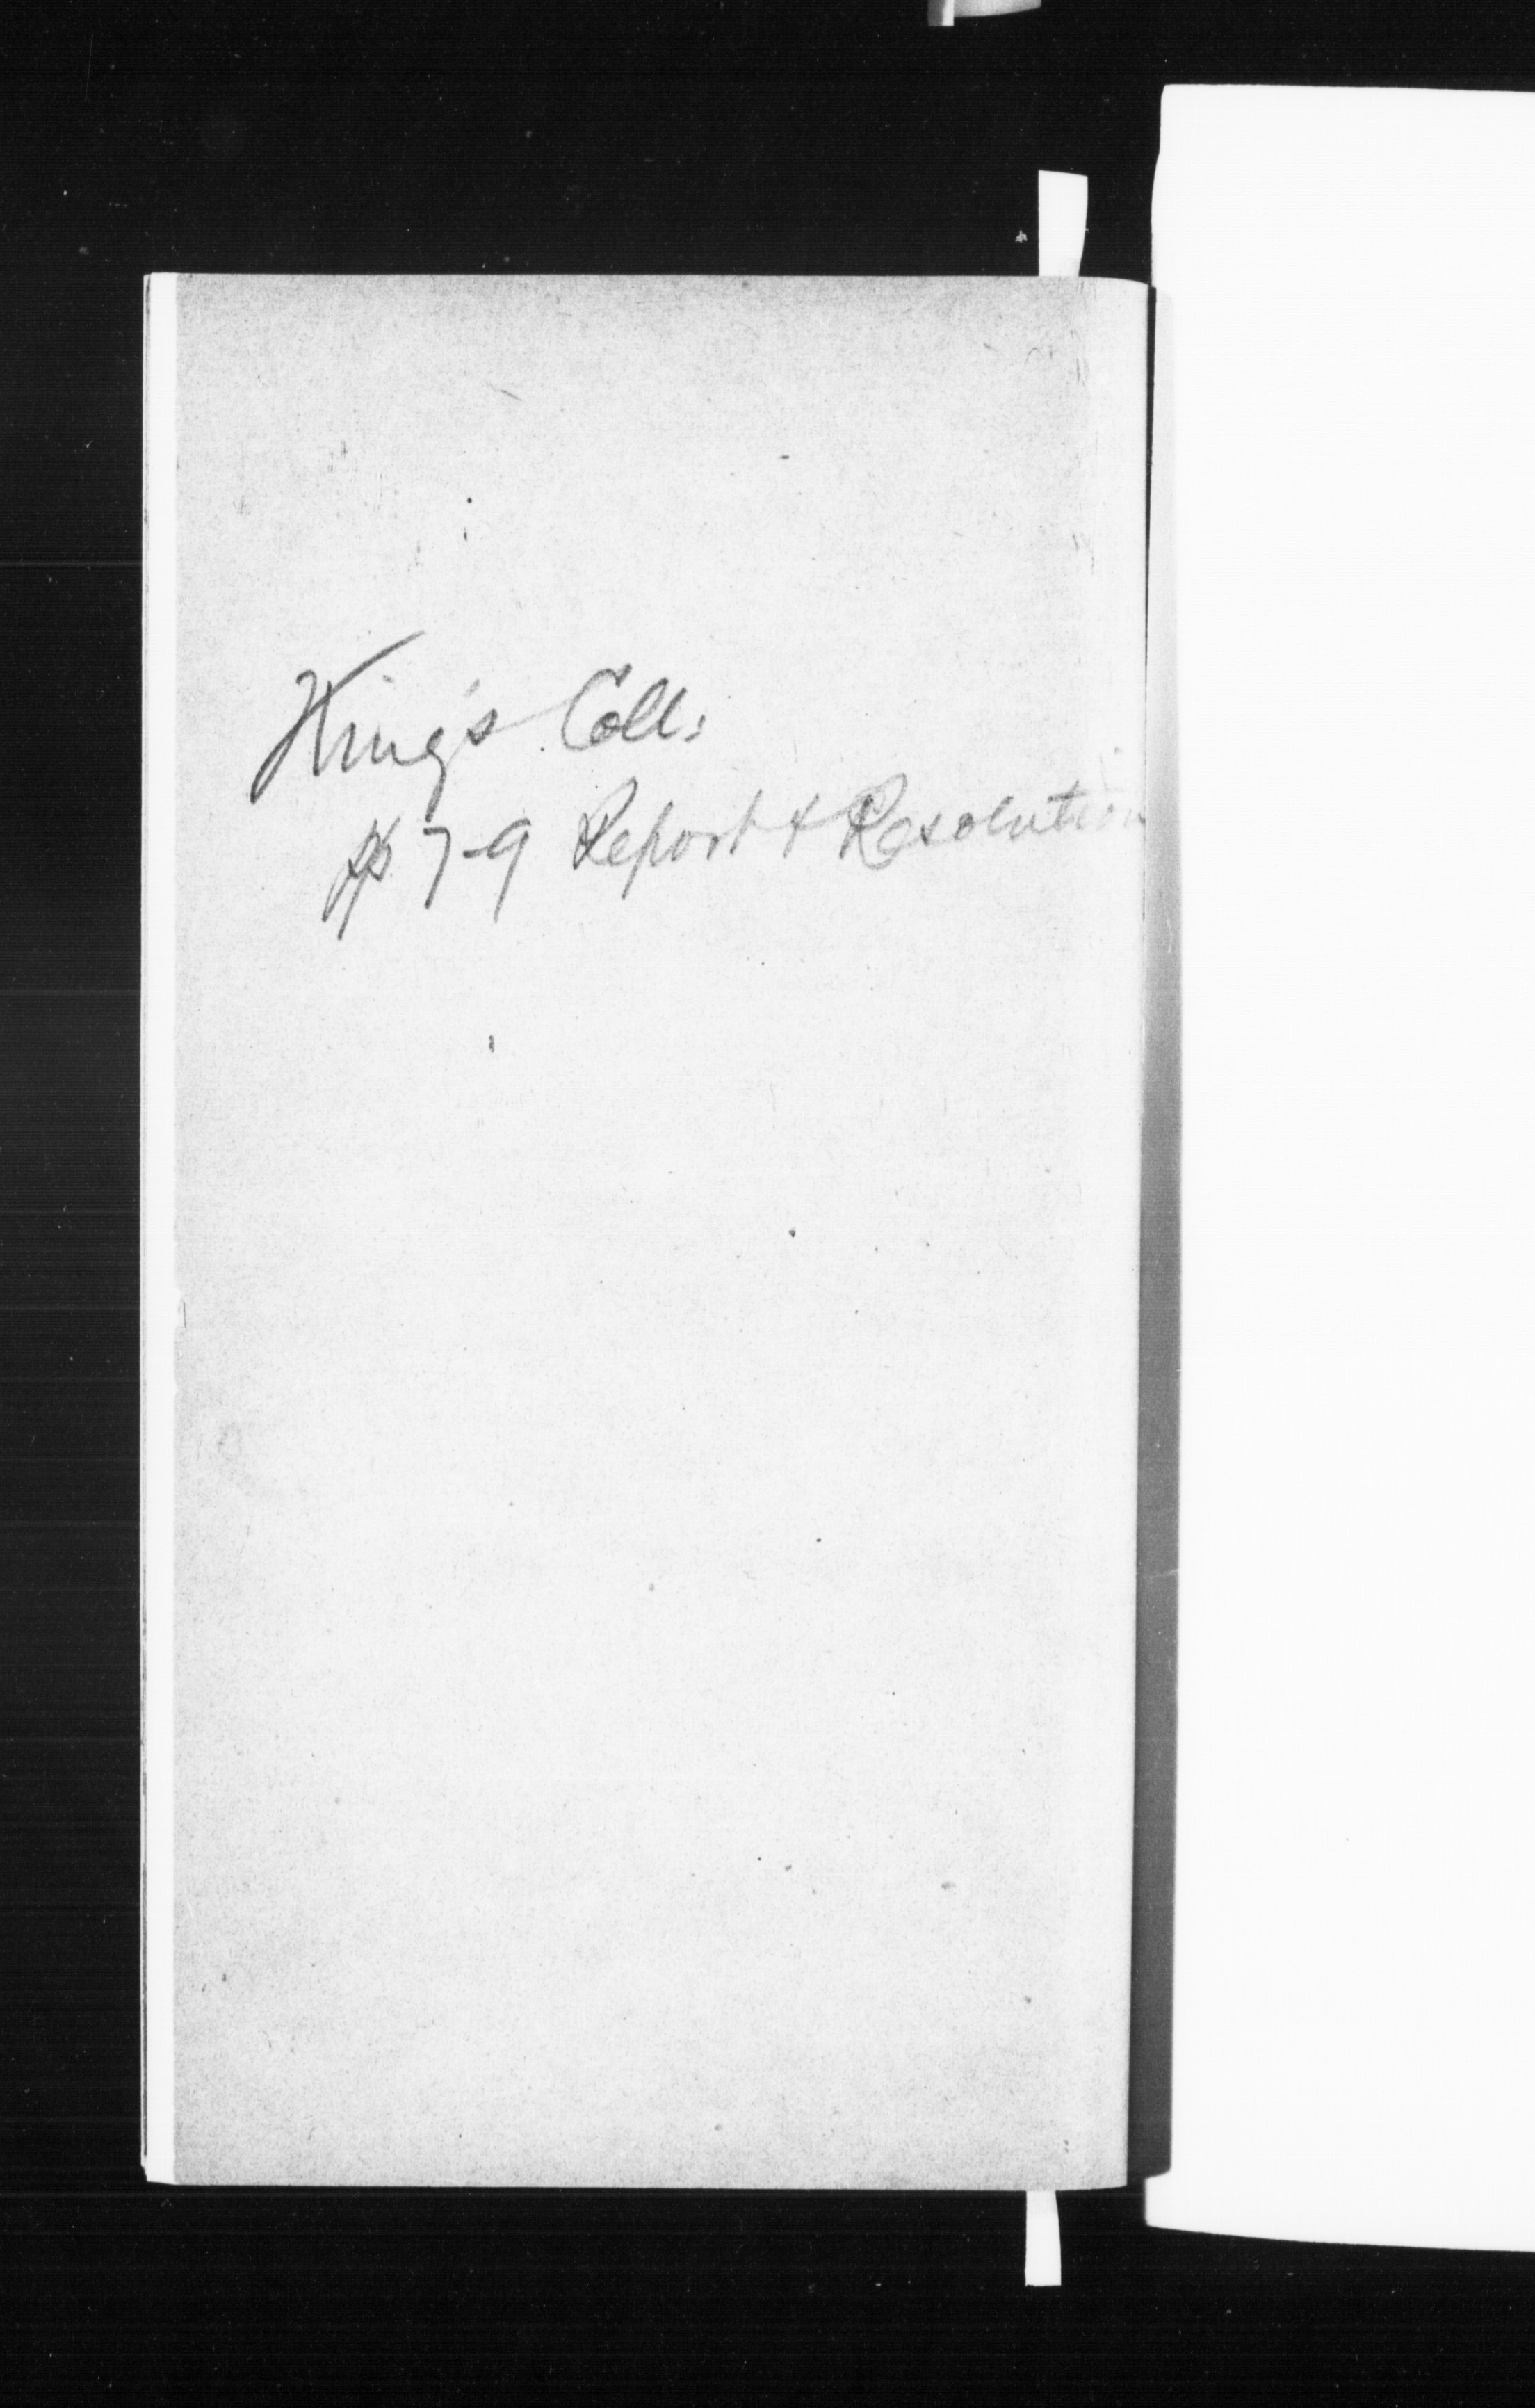 King's Coll:
pp 7-9 Report & Resolution